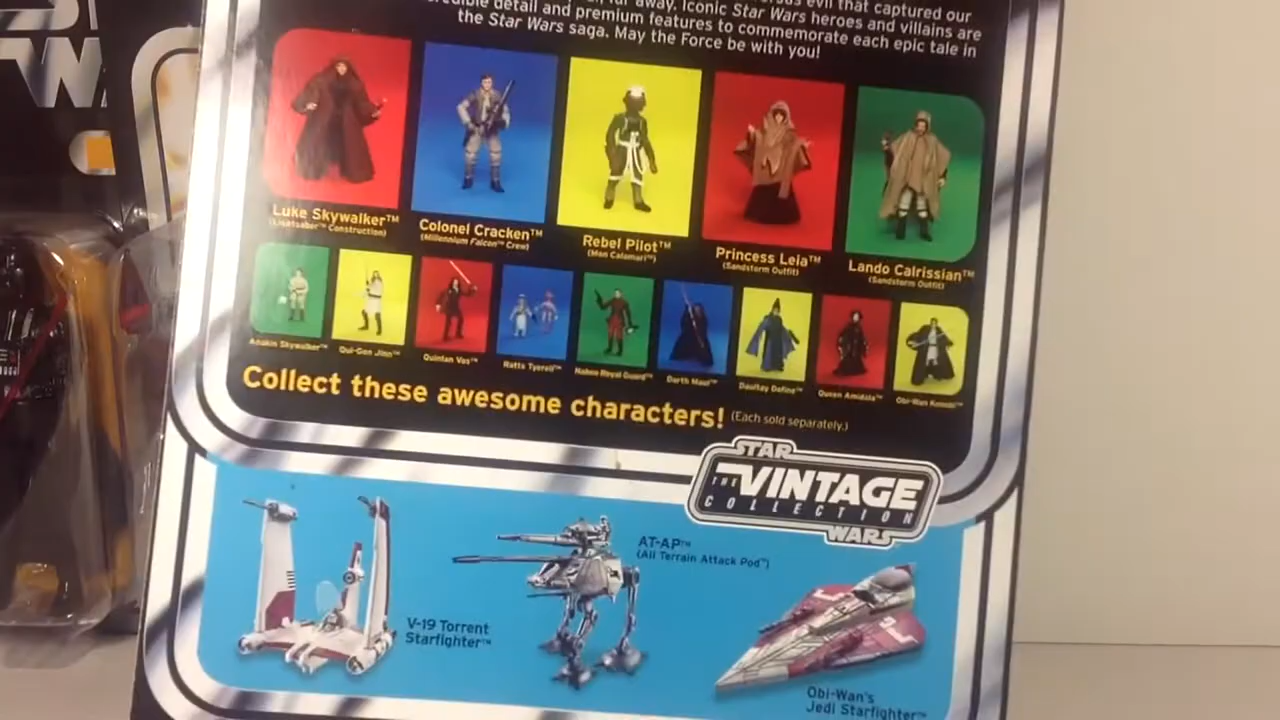 evil that captured our
far away. Iconic Star Wars heroes and villains are
detail and premium features to commemorate each epic tale in
the Star Wars saga. May the Force be with you!
Luke Skywalker™
(Lightsaber™ Construction)
Colonel Cracken™
(Millennium Falcon™ Crew)
Rebel Pilot™
(Mon Calamari™)
Princess Leia™
(Sandstorm Outfit)
Lando Calrissian™
(Sandstorm Outfit)
Anakin Skywalker™
Qui-Gon Jinn™
Quinlan Vos™
Ratts Tyerell™
Naboo Royal Guard™
Darth Maul™
Daultay Dofine™
Queen Amidala™
Obi-Wan Kenobi™
Collect these awesome characters! (Each sold separately.)
STAR
THE VINTAGE
COLLECTION
WARS
V-19 Torrent
Starfighter™
AT-AP™
(All Terrain Attack Pod™)
Obi-Wan's
Jedi Starfighter™